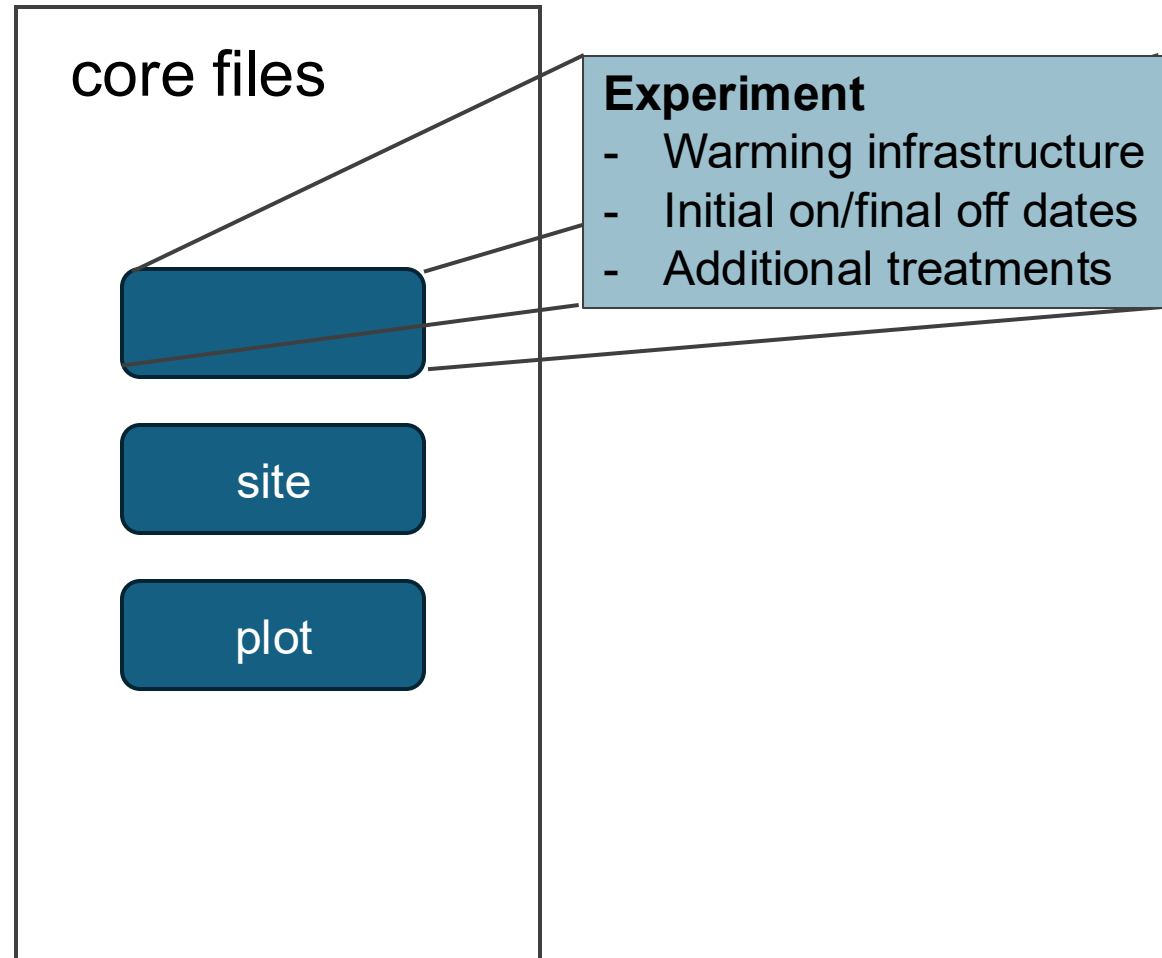 core files
Experiment
- Warming infrastructure
- Initial on/final off dates
- Additional treatments
site
plot